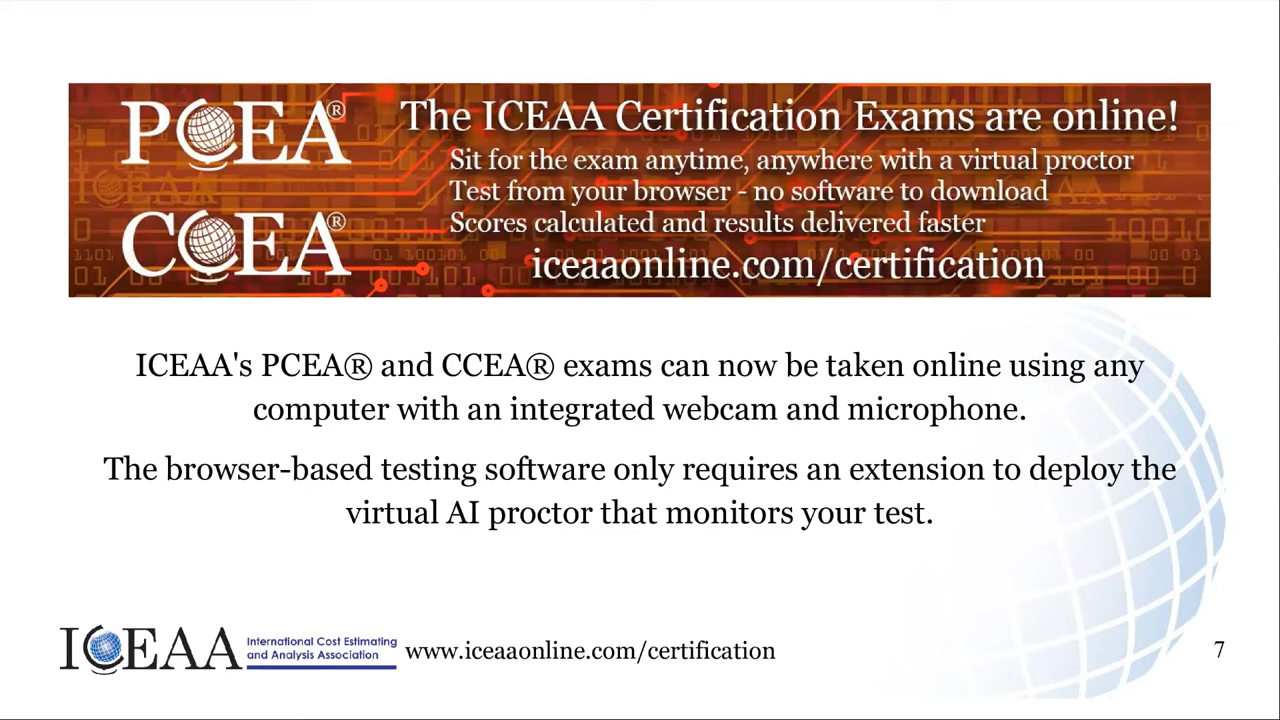 PCEA®
The ICEAA Certification Exams are online!
Sit for the exam anytime, anywhere with a virtual proctor
Test from your browser - no software to download
Scores calculated and results delivered faster
CCEA®
iceaaonline.com/certification
ICEAA's PCEA® and CCEA® exams can now be taken online using any
computer with an integrated webcam and microphone.
The browser-based testing software only requires an extension to deploy the
virtual AI proctor that monitors your test.
ICEAA
International Cost Estimating
and Analysis Association
www.iceaaonline.com/certification
7